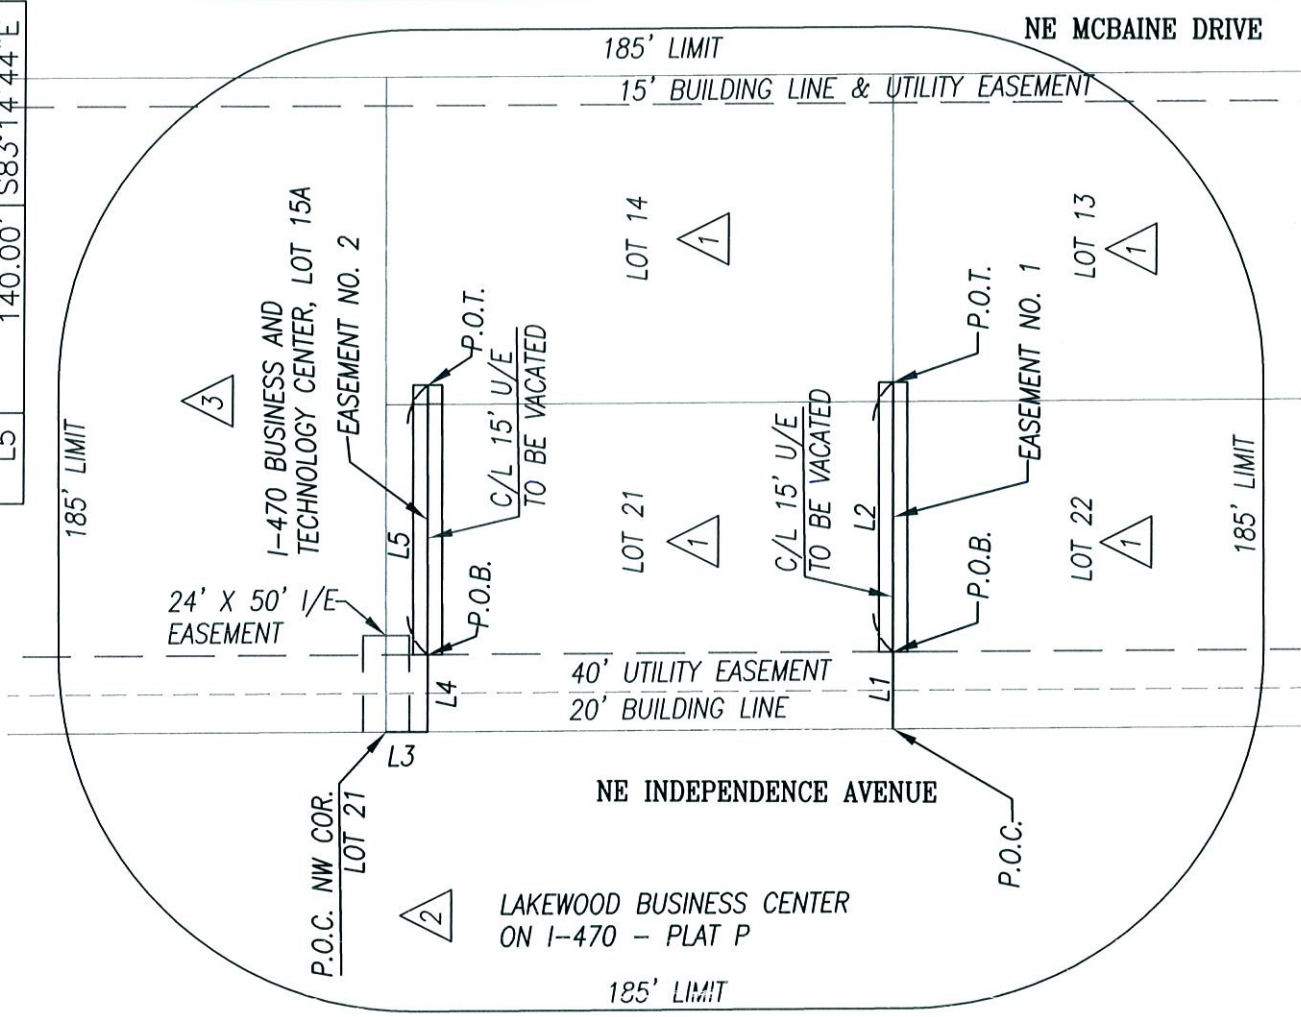 L5 140.00' S83°14'44"E
NE MCBAINE DRIVE
185' LIMIT
15' BUILDING LINE & UTILITY EASEMENT
185' LIMIT
3
I-470 BUSINESS AND
TECHNOLOGY CENTER, LOT 15A
EASEMENT NO. 2
LOT 14
1
LOT 13
1
P.O.T.
C/L 15' U/E
TO BE VACATED
L5
P.O.B.
24' X 50' I/E
EASEMENT
LOT 21
1
C/L 15' U/E
TO BE VACATED
L2
P.O.T.
EASEMENT NO. 1
P.O.B.
LOT 22
1
185' LIMIT
L4
40' UTILITY EASEMENT
20' BUILDING LINE
L1
L3
NE INDEPENDENCE AVENUE
P.O.C. NW COR.
LOT 21
P.O.C.
2
LAKEWOOD BUSINESS CENTER
ON I-470 - PLAT P
185' LIMIT